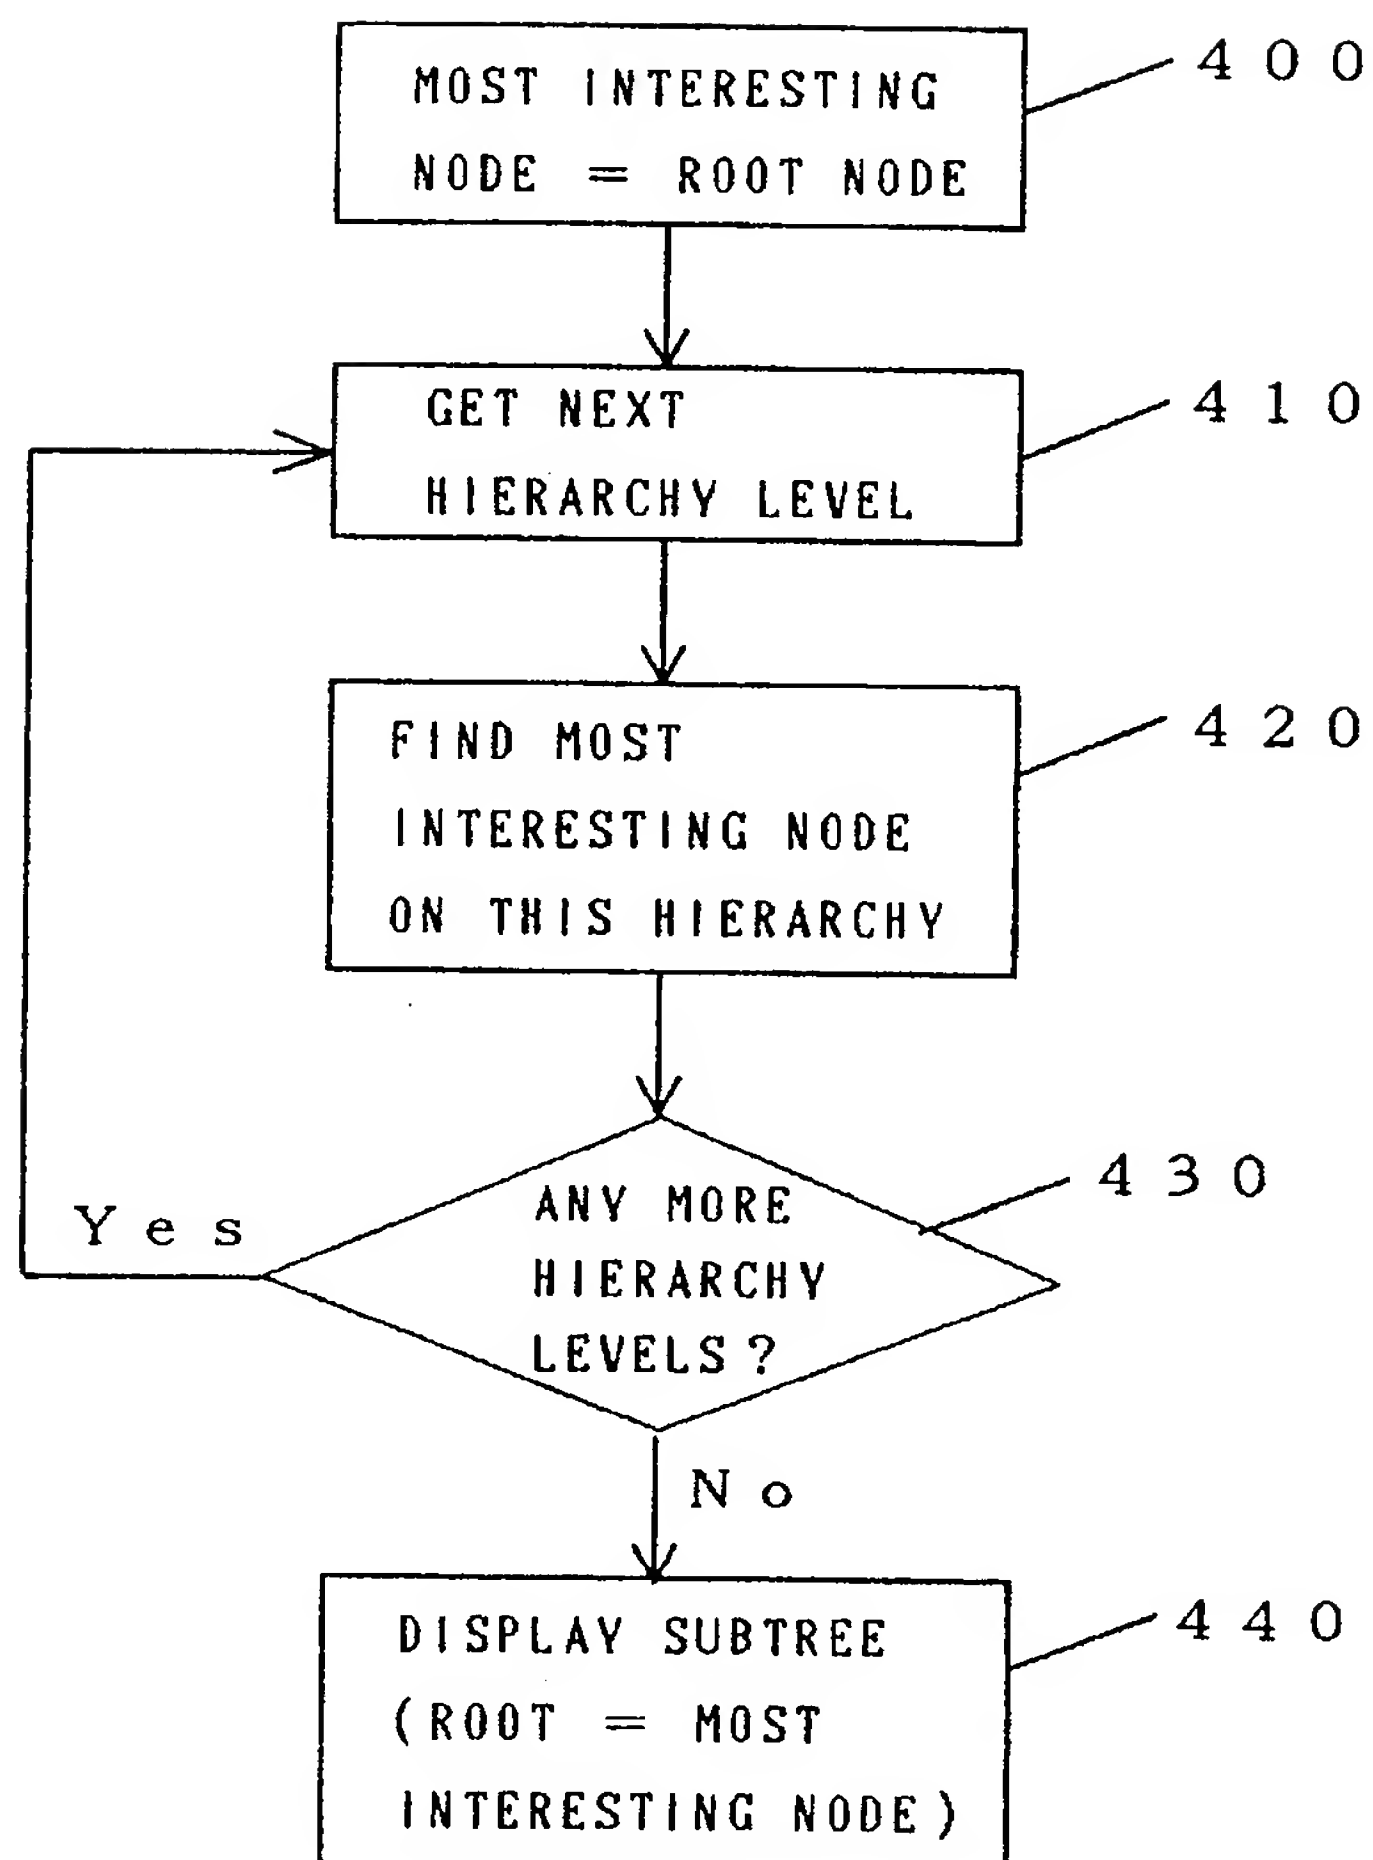 MOST INTERESTING
NODE = ROOT NODE
400
GET NEXT
HIERARCHY LEVEL
410
FIND MOST
INTERESTING NODE
ON THIS HIERARCHY
420
ANY MORE
HIERARCHY
LEVELS?
430
Yes
No
DISPLAY SUBTREE
(ROOT = MOST
INTERESTING NODE)
440